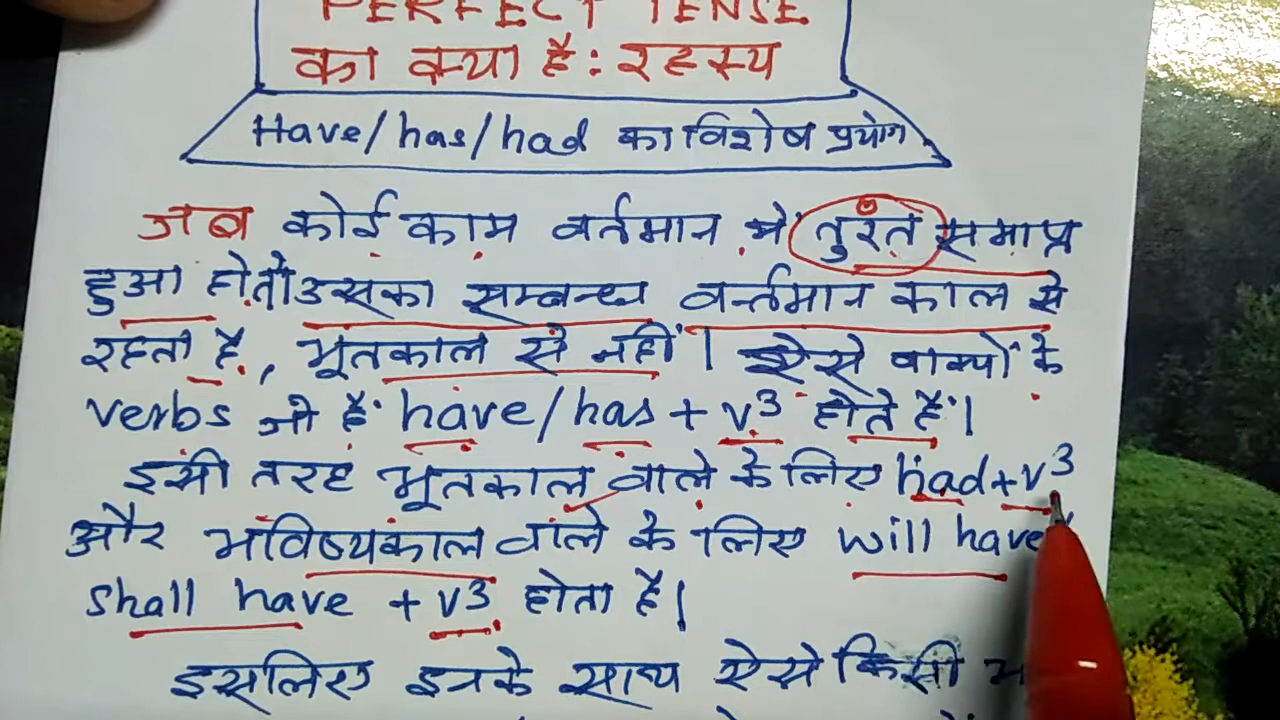 PERFECT TENSE
का क्या है: रहस्य
Have/has/had का विशेष प्रयोग
जब कोई काम वर्तमान में तुरंत समाप्त
हुआ हो तो उसका सम्बन्ध वर्त्तमान काल से
रहता है, भूतकाल से नहीं। ऐसे वाक्यों के
verbs जो हैं have/has + v3 होते हैं।
इसी तरह भूतकाल वाले के लिए had+v3
और भविष्यकाल वाले के लिए will have
shall have + v3 होता है।
इसलिए इनके साथ ऐसे किसी